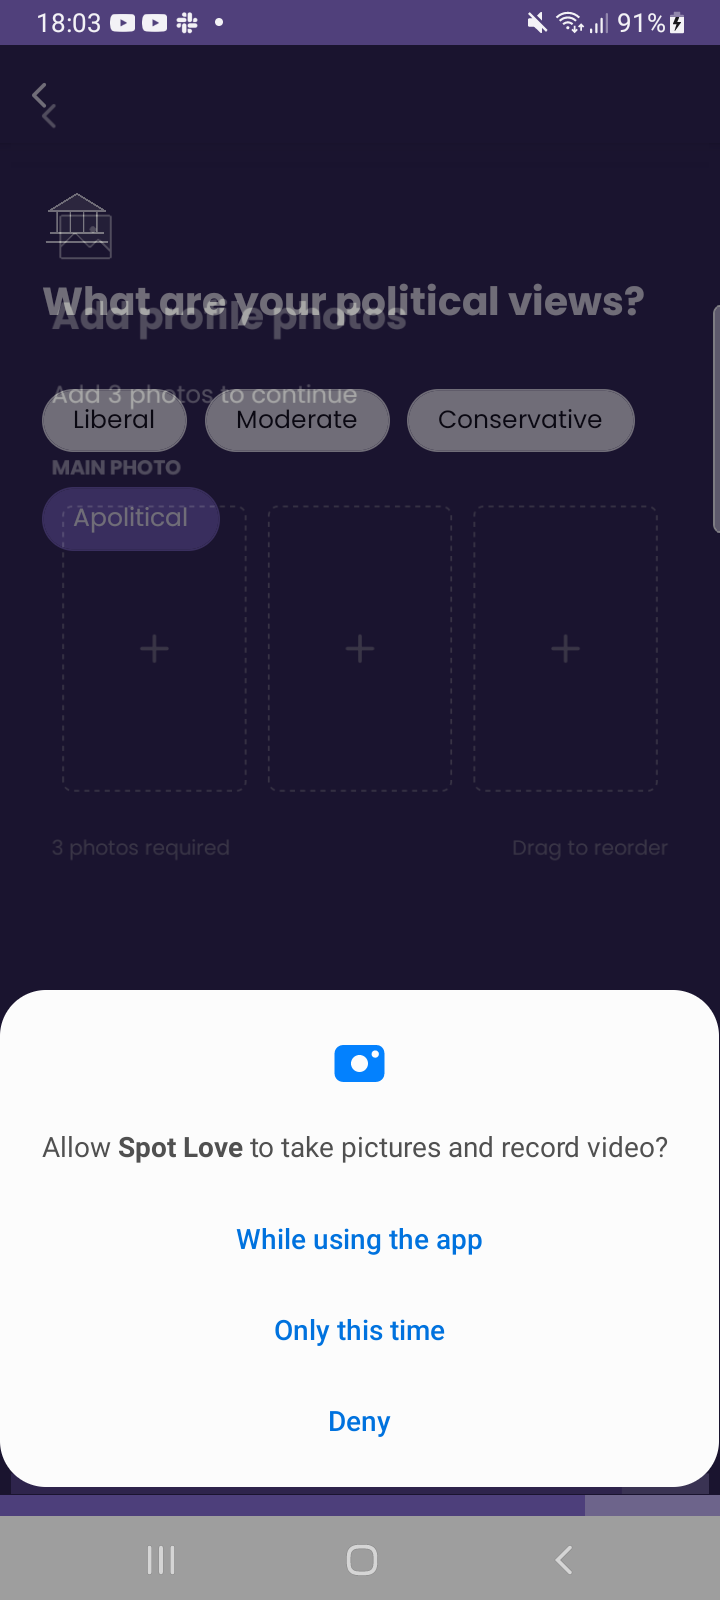 18:03 91%
What are your political views?
Add profile photos
Add 3 photos to continue
Liberal Moderate Conservative
MAIN PHOTO
Apolitical
3 photos required Drag to reorder
Allow Spot Love to take pictures and record video?
While using the app
Only this time
Deny